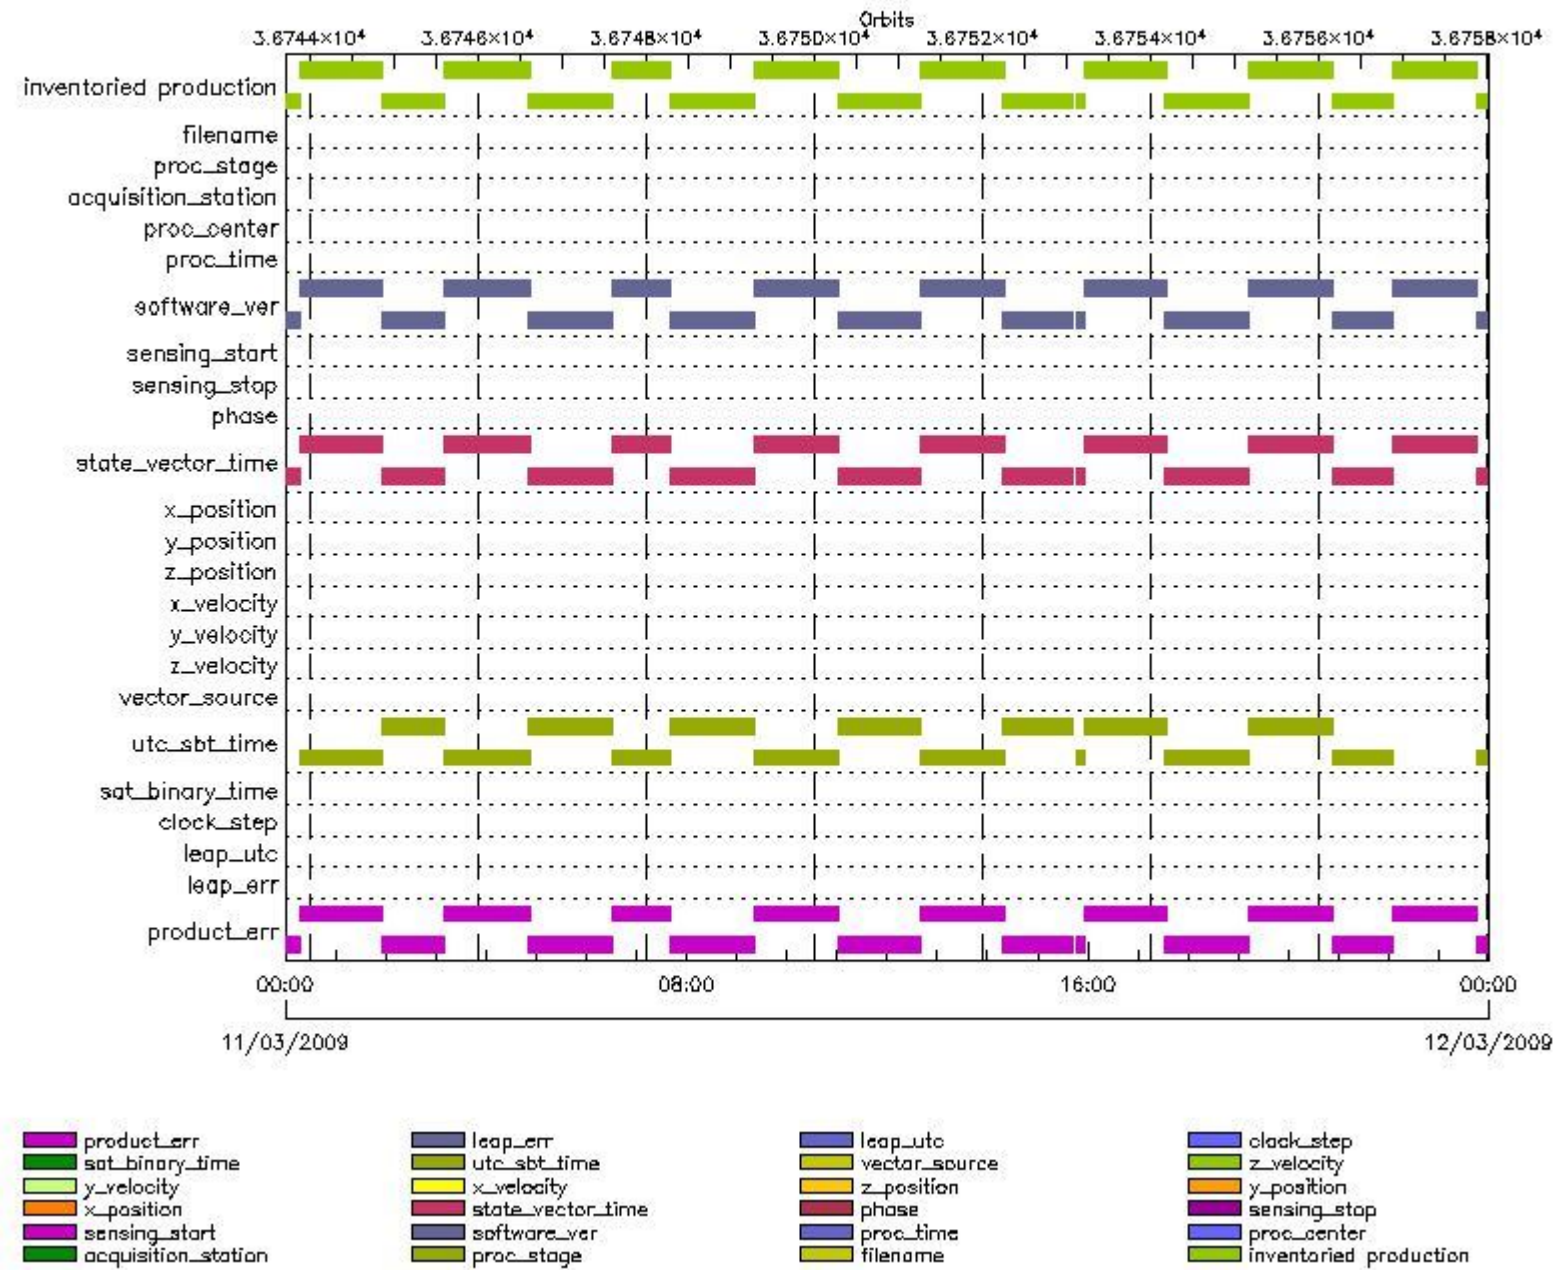 Orbits
3.6744×10⁴ 3.6746×10⁴ 3.6748×10⁴ 3.6750×10⁴ 3.6752×10⁴ 3.6754×10⁴ 3.6756×10⁴ 3.6758×10⁴
inventoried production
filename
proc_stage
acquisition_station
proc_center
proc_time
software_ver
sensing_start
sensing_stop
phase
state_vector_time
x_position
y_position
z_position
x_velocity
y_velocity
z_velocity
vector_source
utc_sbt_time
sat_binary_time
clock_step
leap_utc
leap_err
product_err
00:00 08:00 16:00 00:00
11/03/2009 12/03/2009
product_err leap_err leap_utc clock_step
sat_binary_time utc_sbt_time vector_source z_velocity
y_velocity x_velocity z_position y_position
x_position state_vector_time phase sensing_stop
sensing_start software_ver proc_time proc_center
acquisition_station proc_stage filename inventoried production